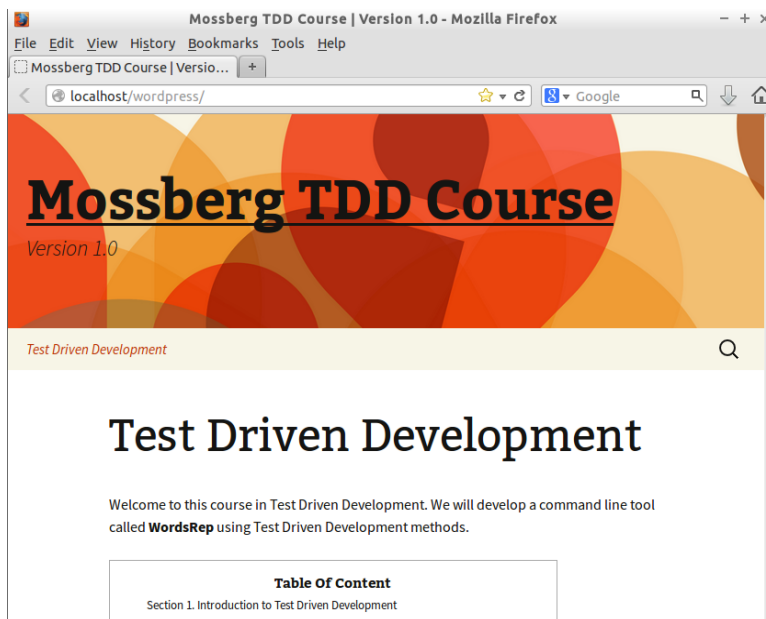 Mossberg TDD Course | Version 1.0 - Mozilla Firefox
File Edit View History Bookmarks Tools Help
Mossberg TDD Course | Versio... +
localhost/wordpress/ Google
Mossberg TDD Course
Version 1.0
Test Driven Development
Test Driven Development
Welcome to this course in Test Driven Development. We will develop a command line tool
called WordsRep using Test Driven Development methods.
Table Of Content
Section 1. Introduction to Test Driven Development